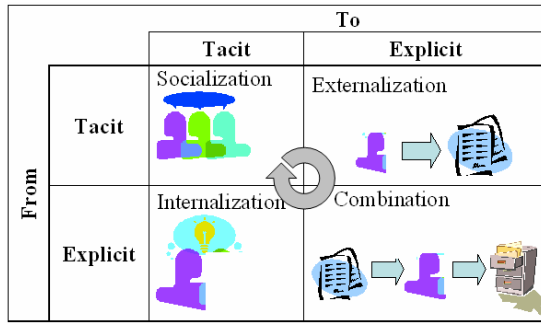 To
Tacit Explicit
From
Tacit
Socialization
Externalization
Explicit
Internalization
Combination